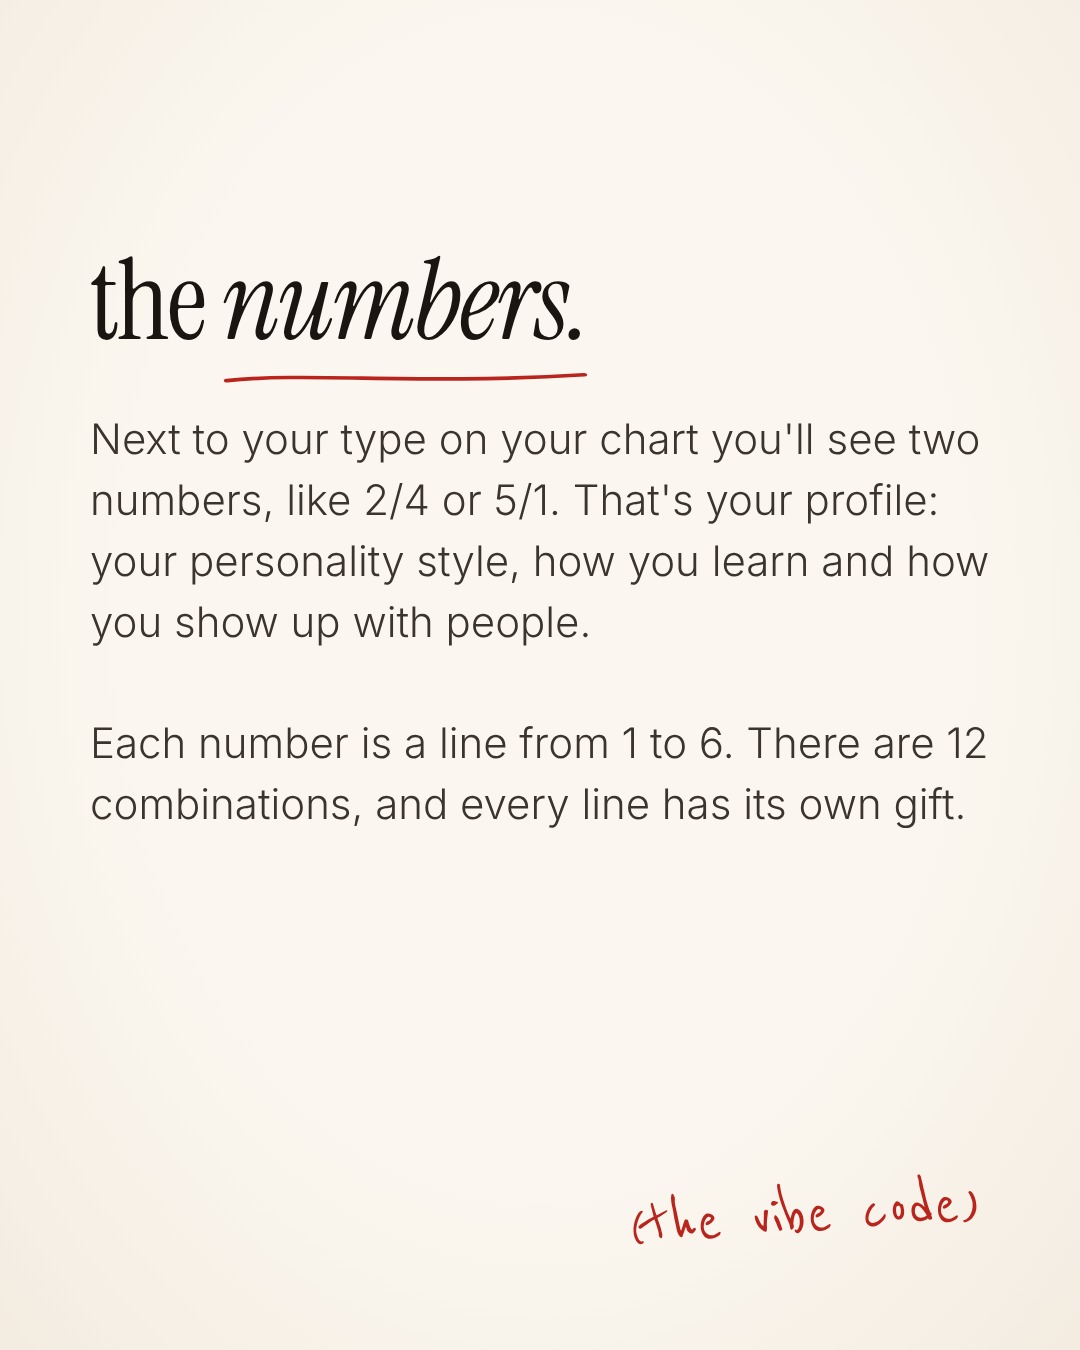 the numbers.
Next to your type on your chart you'll see two
numbers, like 2/4 or 5/1. That's your profile:
your personality style, how you learn and how
you show up with people.
Each number is a line from 1 to 6. There are 12
combinations, and every line has its own gift.
(the vibe code)